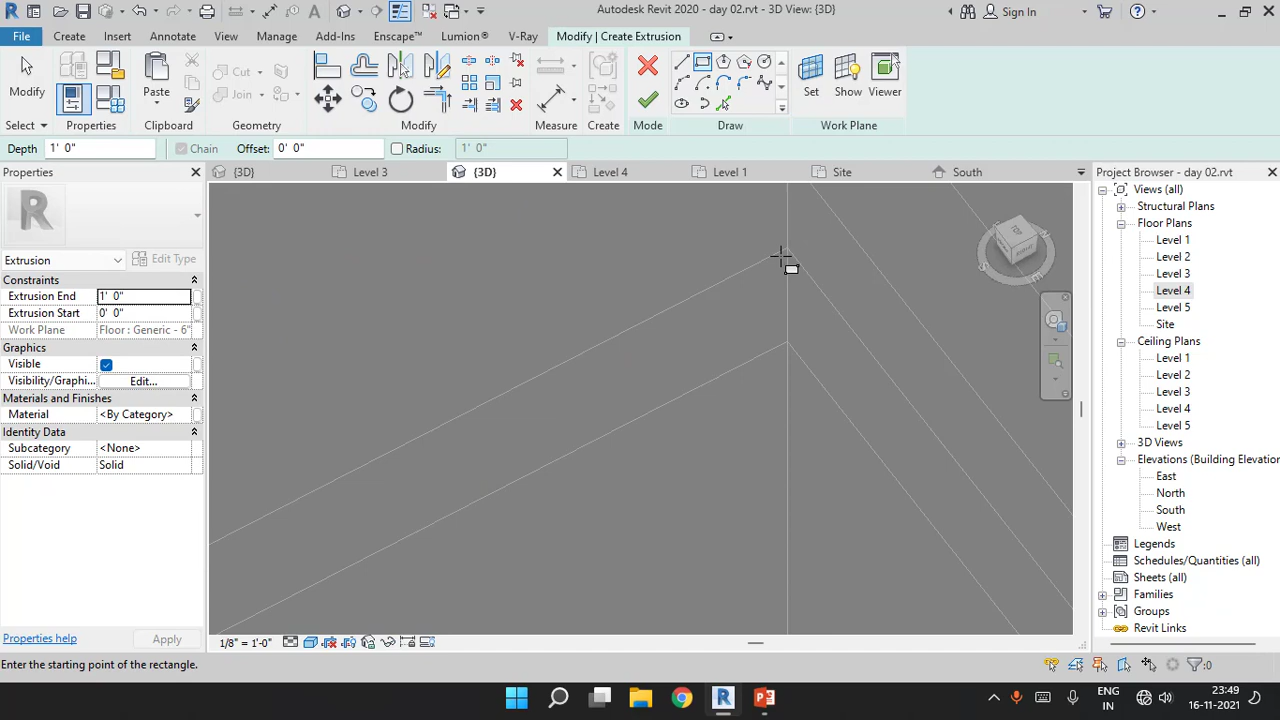 Autodesk Revit 2020 - day 02.rvt - 3D View: {3D}
Sign In
File
Create
Insert
Annotate
View
Manage
Add-Ins
Enscape™
Lumion®
V-Ray
Modify | Create Extrusion
Modify
Paste
Cut
Join
Set
Show
Viewer
Select
Properties
Clipboard
Geometry
Modify
Measure
Create
Mode
Draw
Work Plane
Depth
1' 0"
Chain
Offset:
0' 0"
Radius:
1' 0"
Properties
{3D}
Level 3
{3D}
Level 4
Level 1
Site
South
Project Browser - day 02.rvt
Extrusion
Edit Type
Constraints
Extrusion End
1' 0"
Extrusion Start
0' 0"
Work Plane
Floor : Generic - 6"
Graphics
Visible
Visibility/Graphi...
Edit...
Materials and Finishes
Material
<By Category>
Identity Data
Subcategory
<None>
Solid/Void
Solid
Views (all)
Structural Plans
Floor Plans
Level 1
Level 2
Level 3
Level 4
Level 5
Site
Ceiling Plans
Level 1
Level 2
Level 3
Level 4
Level 5
3D Views
Elevations (Building Elevation
East
North
South
West
Legends
Schedules/Quantities (all)
Sheets (all)
Families
Groups
Revit Links
Properties help
Apply
1/8" = 1'-0"
Enter the starting point of the rectangle.
:0
ENG
IN
23:49
16-11-2021